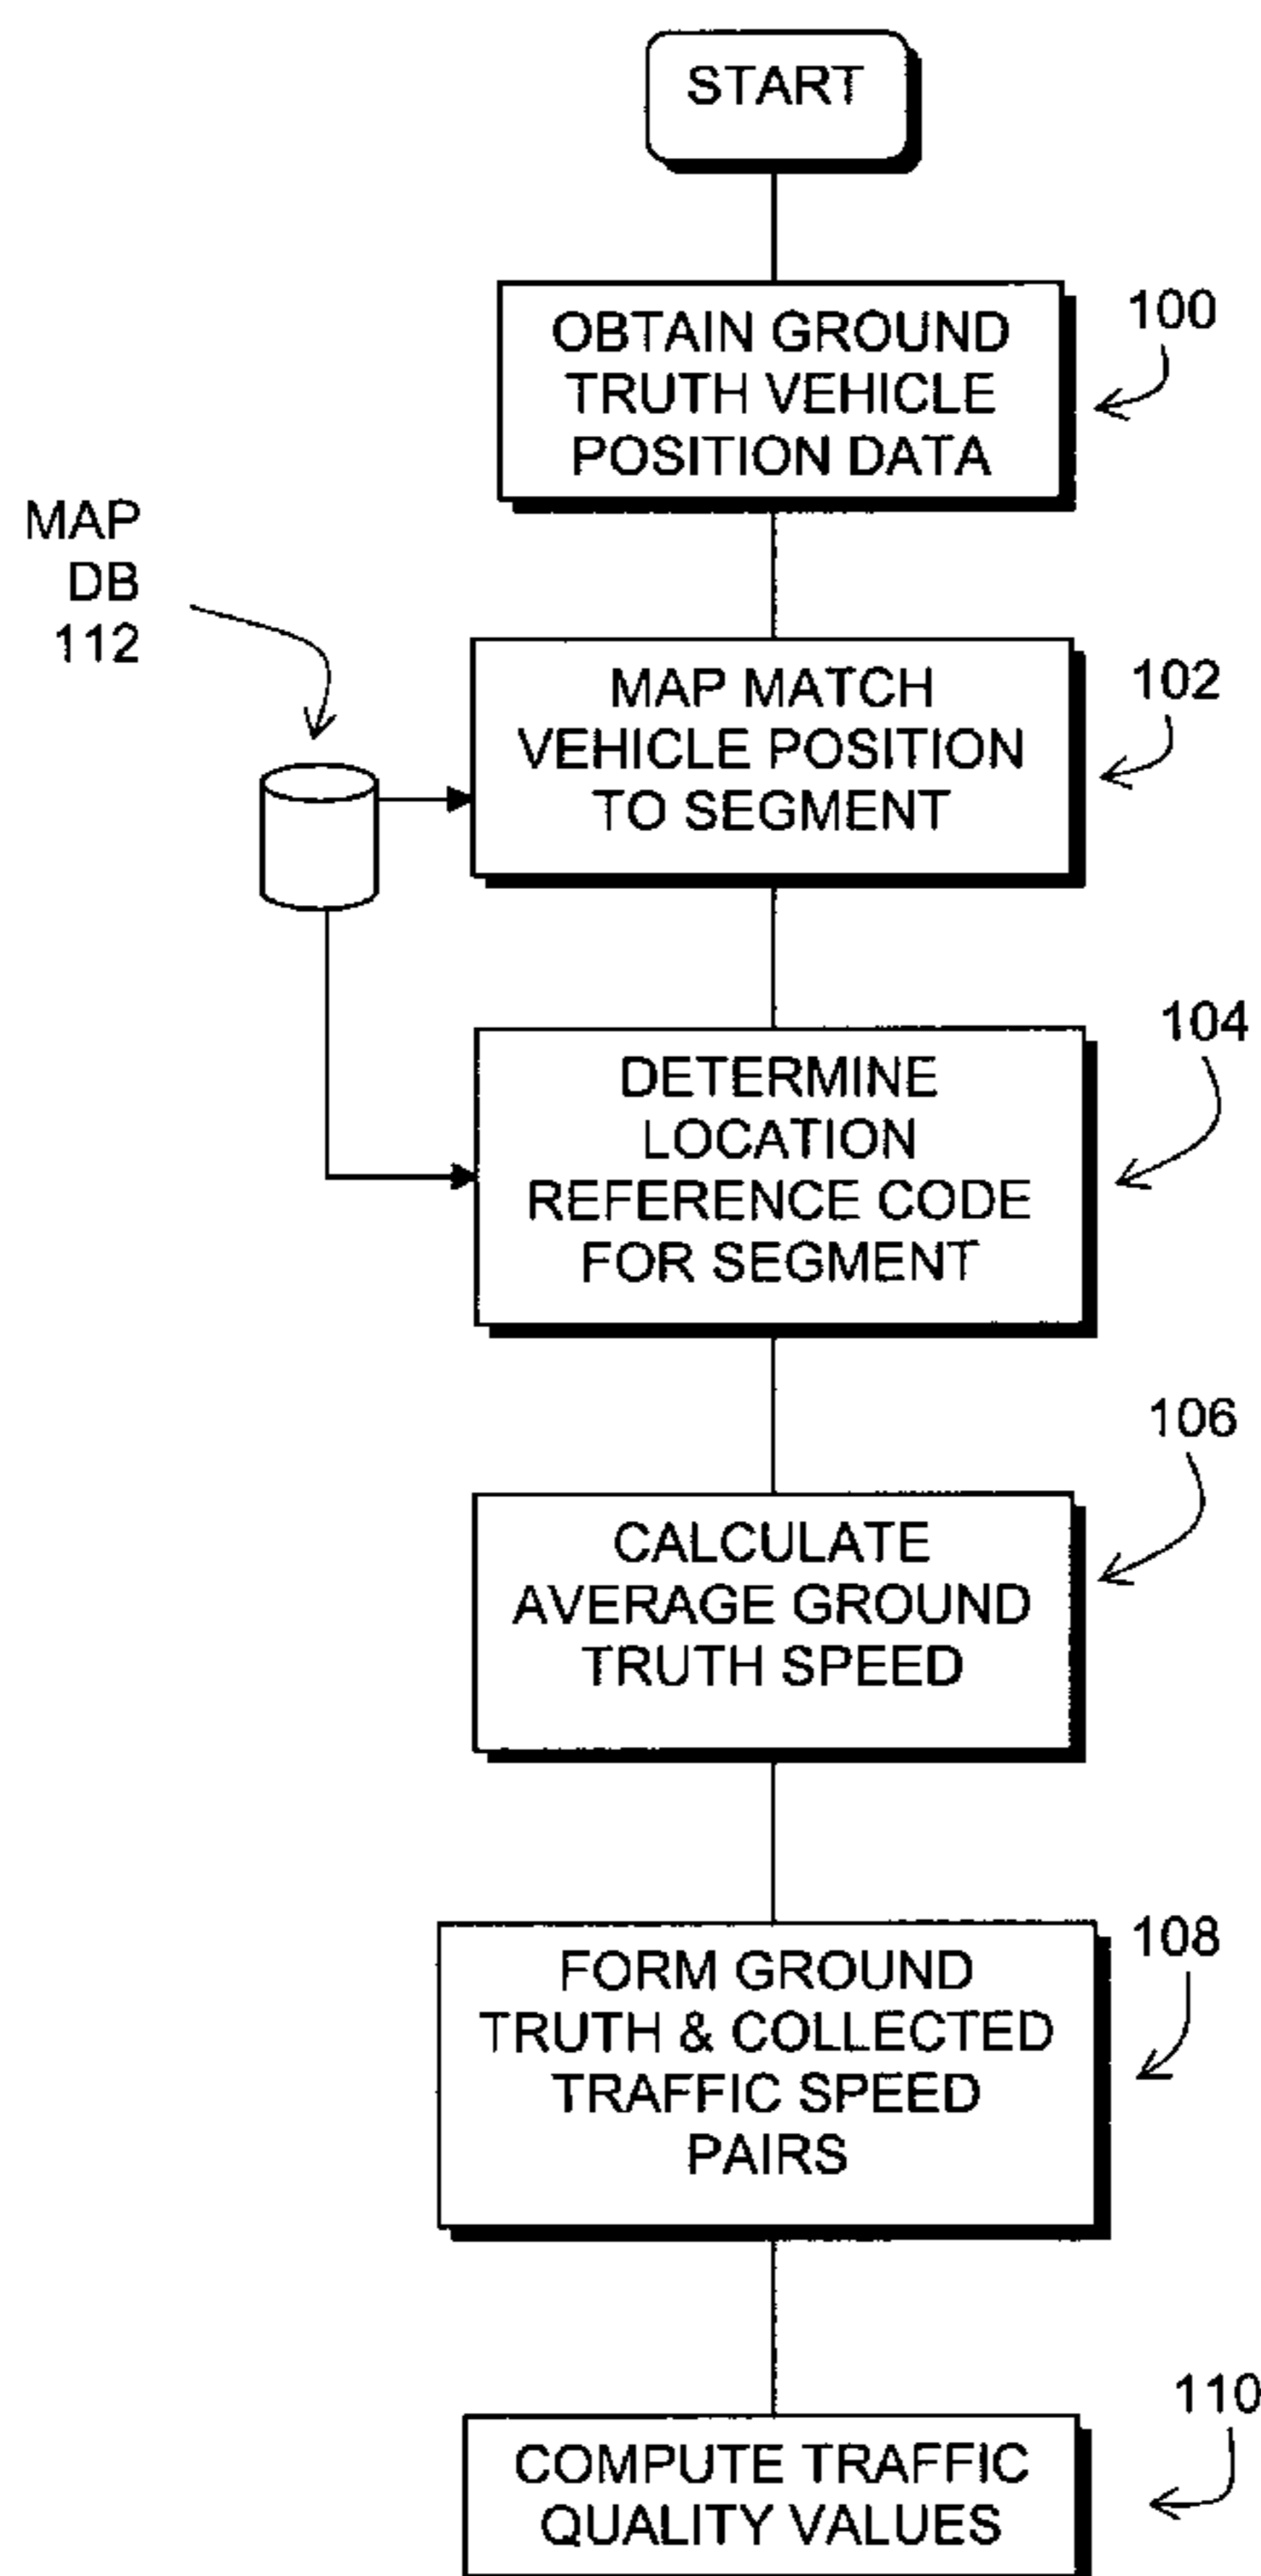 START
OBTAIN GROUND
TRUTH VEHICLE
POSITION DATA
100
MAP
DB
112
MAP MATCH
VEHICLE POSITION
TO SEGMENT
102
DETERMINE
LOCATION
REFERENCE CODE
FOR SEGMENT
104
CALCULATE
AVERAGE GROUND
TRUTH SPEED
106
FORM GROUND
TRUTH & COLLECTED
TRAFFIC SPEED
PAIRS
108
COMPUTE TRAFFIC
QUALITY VALUES
110